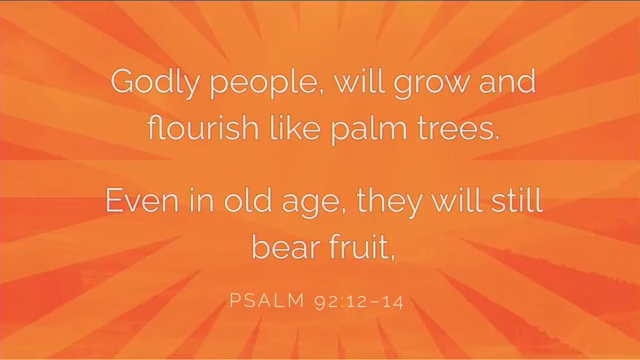 Godly people, will grow and
flourish like palm trees.
Even in old age, they will still
bear fruit,
PSALM 92:12–14